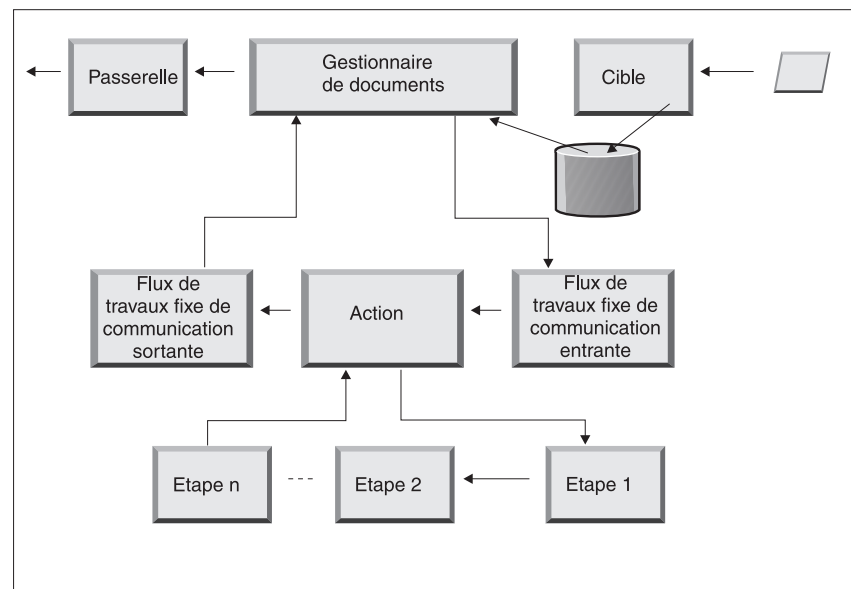 Passerelle
Gestionnaire
de documents
Cible
Flux de
travaux fixe de
communication
sortante
Action
Flux de
travaux fixe de
communication
entrante
Etape n
Etape 2
Etape 1